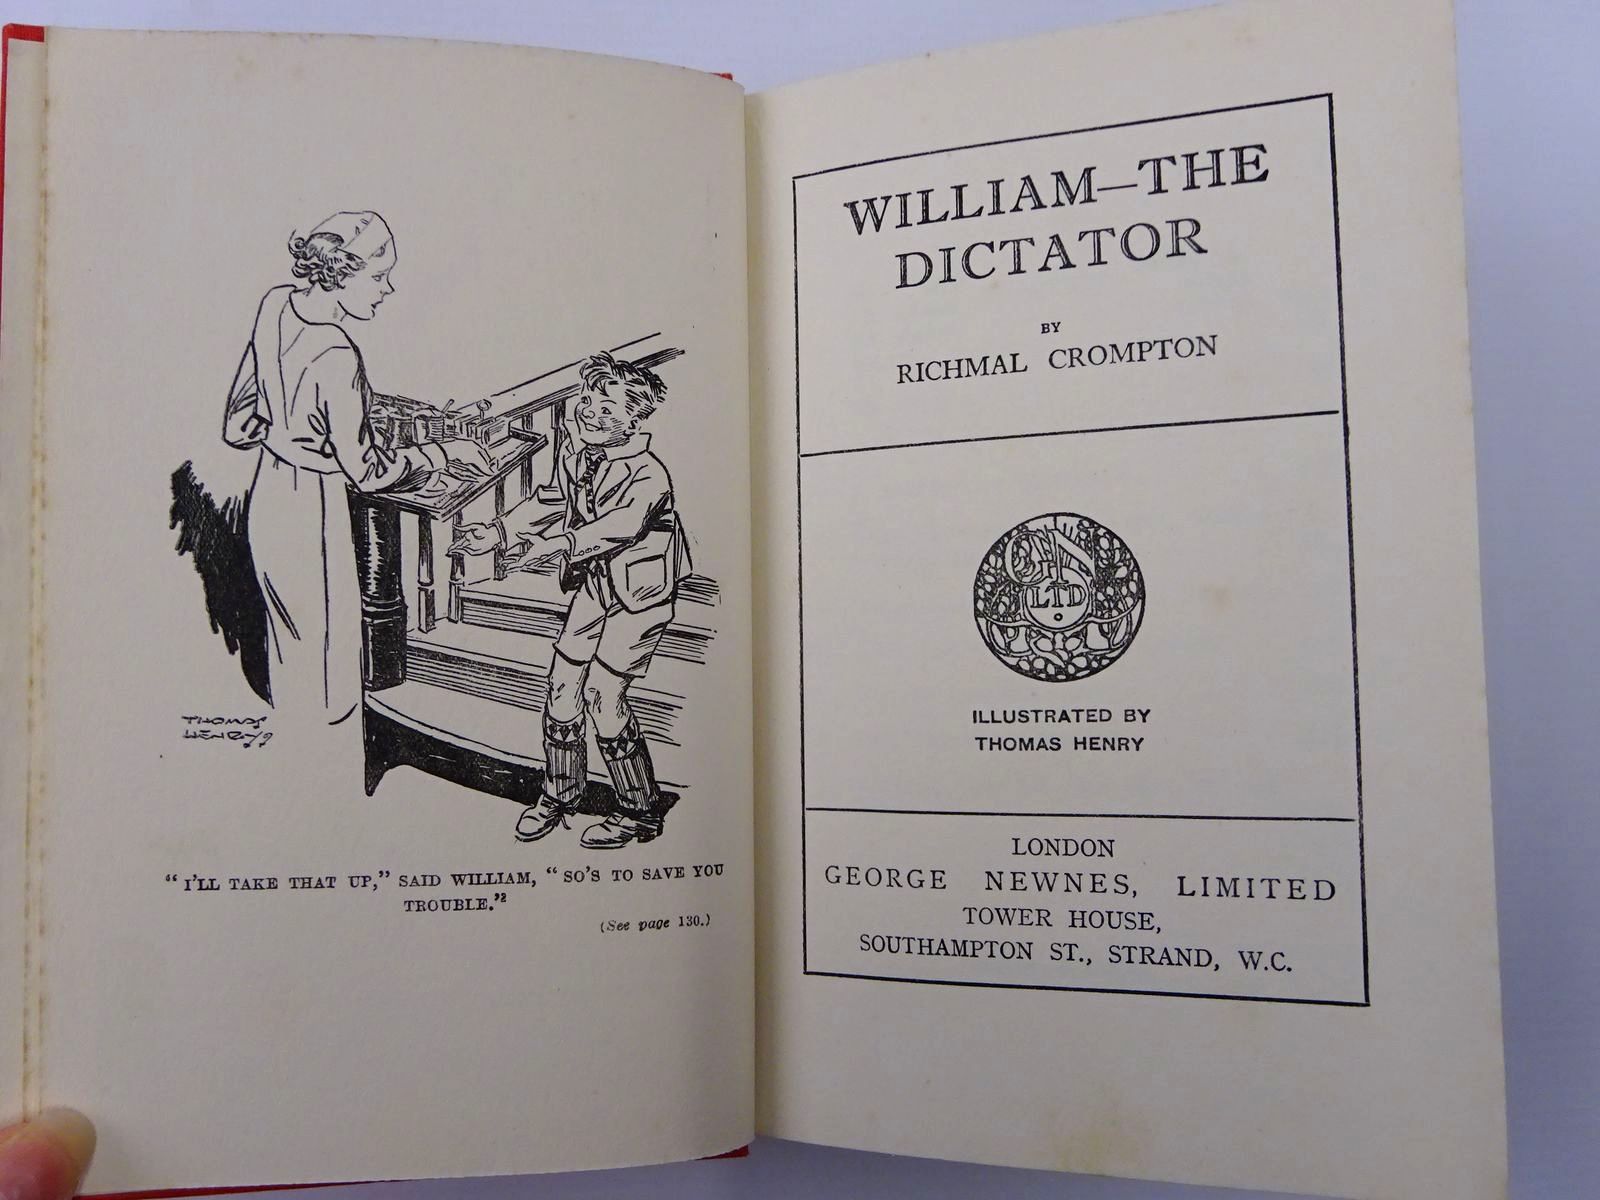 THOMAS
HENRY
“ I'LL TAKE THAT UP,” SAID WILLIAM, “ SO'S TO SAVE YOU
TROUBLE.”
(See page 130.)
WILLIAM—THE
DICTATOR
BY
RICHMAL CROMPTON
GN
LTD
ILLUSTRATED BY
THOMAS HENRY
LONDON
GEORGE NEWNES, LIMITED
TOWER HOUSE,
SOUTHAMPTON ST., STRAND, W.C.